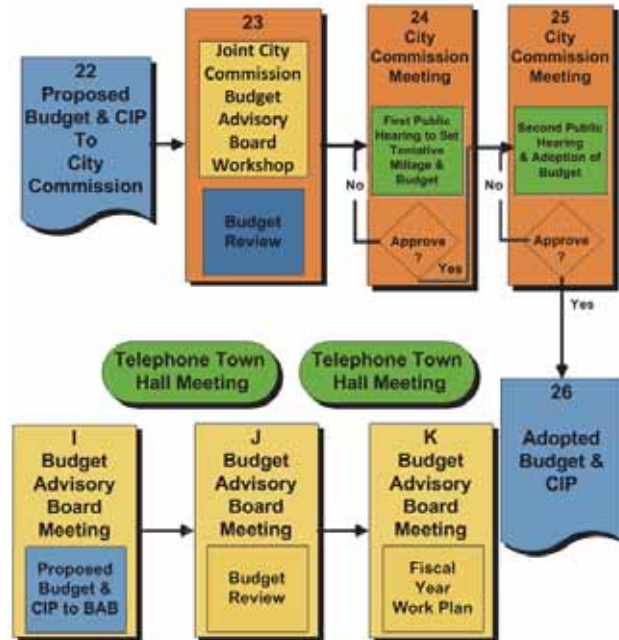 22
Proposed
Budget & CIP
To
City
Commission
23
Joint City
Commission
Budget
Advisory
Board
Workshop
Budget
Review
24
City
Commission
Meeting
First Public
Hearing to Set
Tentative
Millage &
Budget
No
Approve
?
Yes
25
City
Commission
Meeting
Second Public
Hearing
& Adoption of
Budget
No
Approve
?
Yes
Telephone Town
Hall Meeting
Telephone Town
Hall Meeting
26
Adopted
Budget &
CIP
I
Budget
Advisory
Board
Meeting
Proposed
Budget &
CIP to BAB
J
Budget
Advisory
Board
Meeting
Budget
Review
K
Budget
Advisory
Board
Meeting
Fiscal
Year
Work Plan